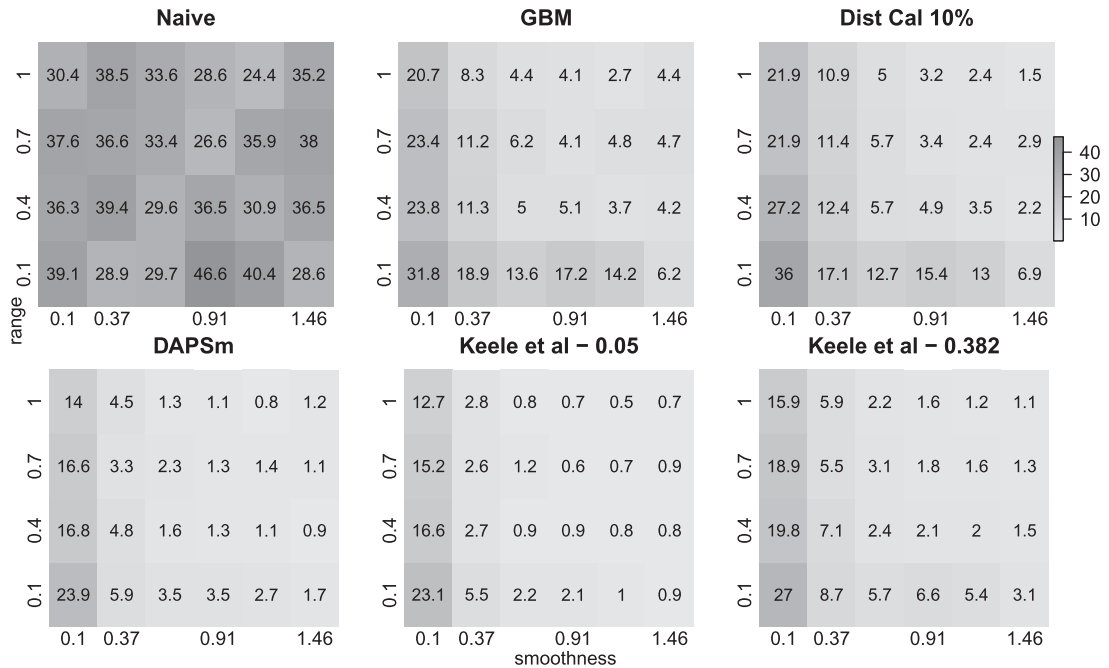 Naive GBM Dist Cal 10%
1 30.4 38.5 33.6 28.6 24.4 35.2 1 20.7 8.3 4.4 4.1 2.7 4.4 1 21.9 10.9 5 3.2 2.4 1.5
0.7 37.6 36.6 33.4 26.6 35.9 38 0.7 23.4 11.2 6.2 4.1 4.8 4.7 0.7 21.9 11.4 5.7 3.4 2.4 2.9 40
30
0.4 36.3 39.4 29.6 36.5 30.9 36.5 0.4 23.8 11.3 5 5.1 3.7 4.2 0.4 27.2 12.4 5.7 4.9 3.5 2.2 20
10
0.1 39.1 28.9 29.7 46.6 40.4 28.6 0.1 31.8 18.9 13.6 17.2 14.2 6.2 0.1 36 17.1 12.7 15.4 13 6.9
range 0.1 0.37 0.91 1.46 0.1 0.37 0.91 1.46 0.1 0.37 0.91 1.46
DAPSm Keele et al − 0.05 Keele et al − 0.382
1 14 4.5 1.3 1.1 0.8 1.2 1 12.7 2.8 0.8 0.7 0.5 0.7 1 15.9 5.9 2.2 1.6 1.2 1.1
0.7 16.6 3.3 2.3 1.3 1.4 1.1 0.7 15.2 2.6 1.2 0.6 0.7 0.9 0.7 18.9 5.5 3.1 1.8 1.6 1.3
0.4 16.8 4.8 1.6 1.3 1.1 0.9 0.4 16.6 2.7 0.9 0.9 0.8 0.8 0.4 19.8 7.1 2.4 2.1 2 1.5
0.1 23.9 5.9 3.5 3.5 2.7 1.7 0.1 23.1 5.5 2.2 2.1 1 0.9 0.1 27 8.7 5.7 6.6 5.4 3.1
0.1 0.37 0.91 1.46 0.1 0.37 0.91 1.46 0.1 0.37 0.91 1.46
smoothness